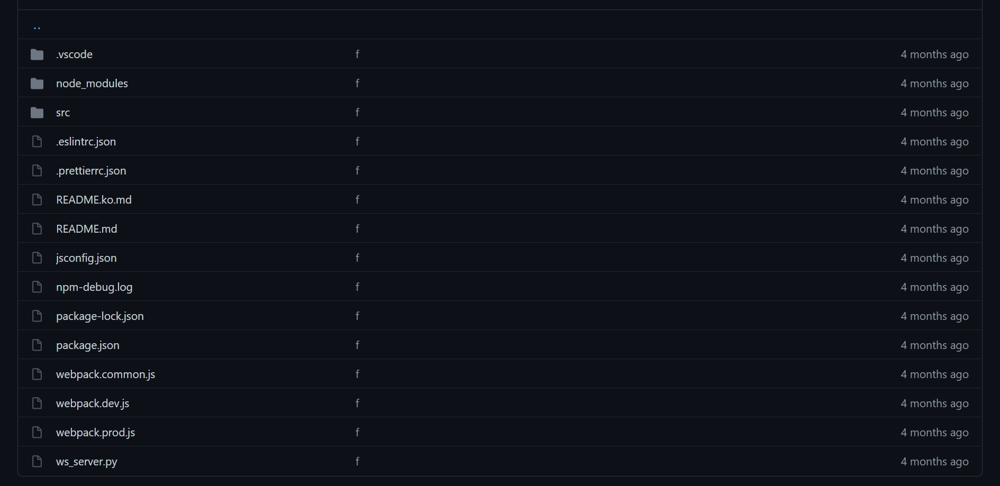 ..
.vscode f 4 months ago
node_modules f 4 months ago
src f 4 months ago
.eslintrc.json f 4 months ago
.prettierrc.json f 4 months ago
README.ko.md f 4 months ago
README.md f 4 months ago
jsconfig.json f 4 months ago
npm-debug.log f 4 months ago
package-lock.json f 4 months ago
package.json f 4 months ago
webpack.common.js f 4 months ago
webpack.dev.js f 4 months ago
webpack.prod.js f 4 months ago
ws_server.py f 4 months ago